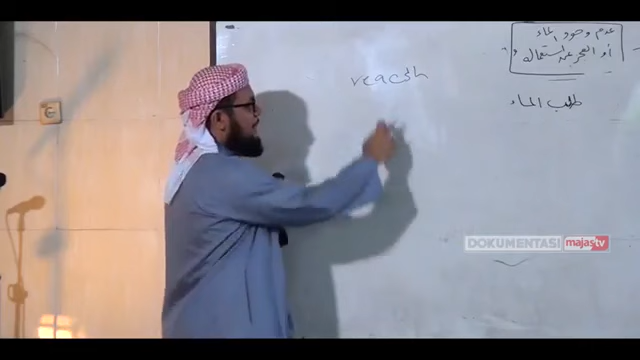 عدم وجود الماء
أو العجز عن استعماله
طلب الماء
reach
DOKUMENTASI majas TV